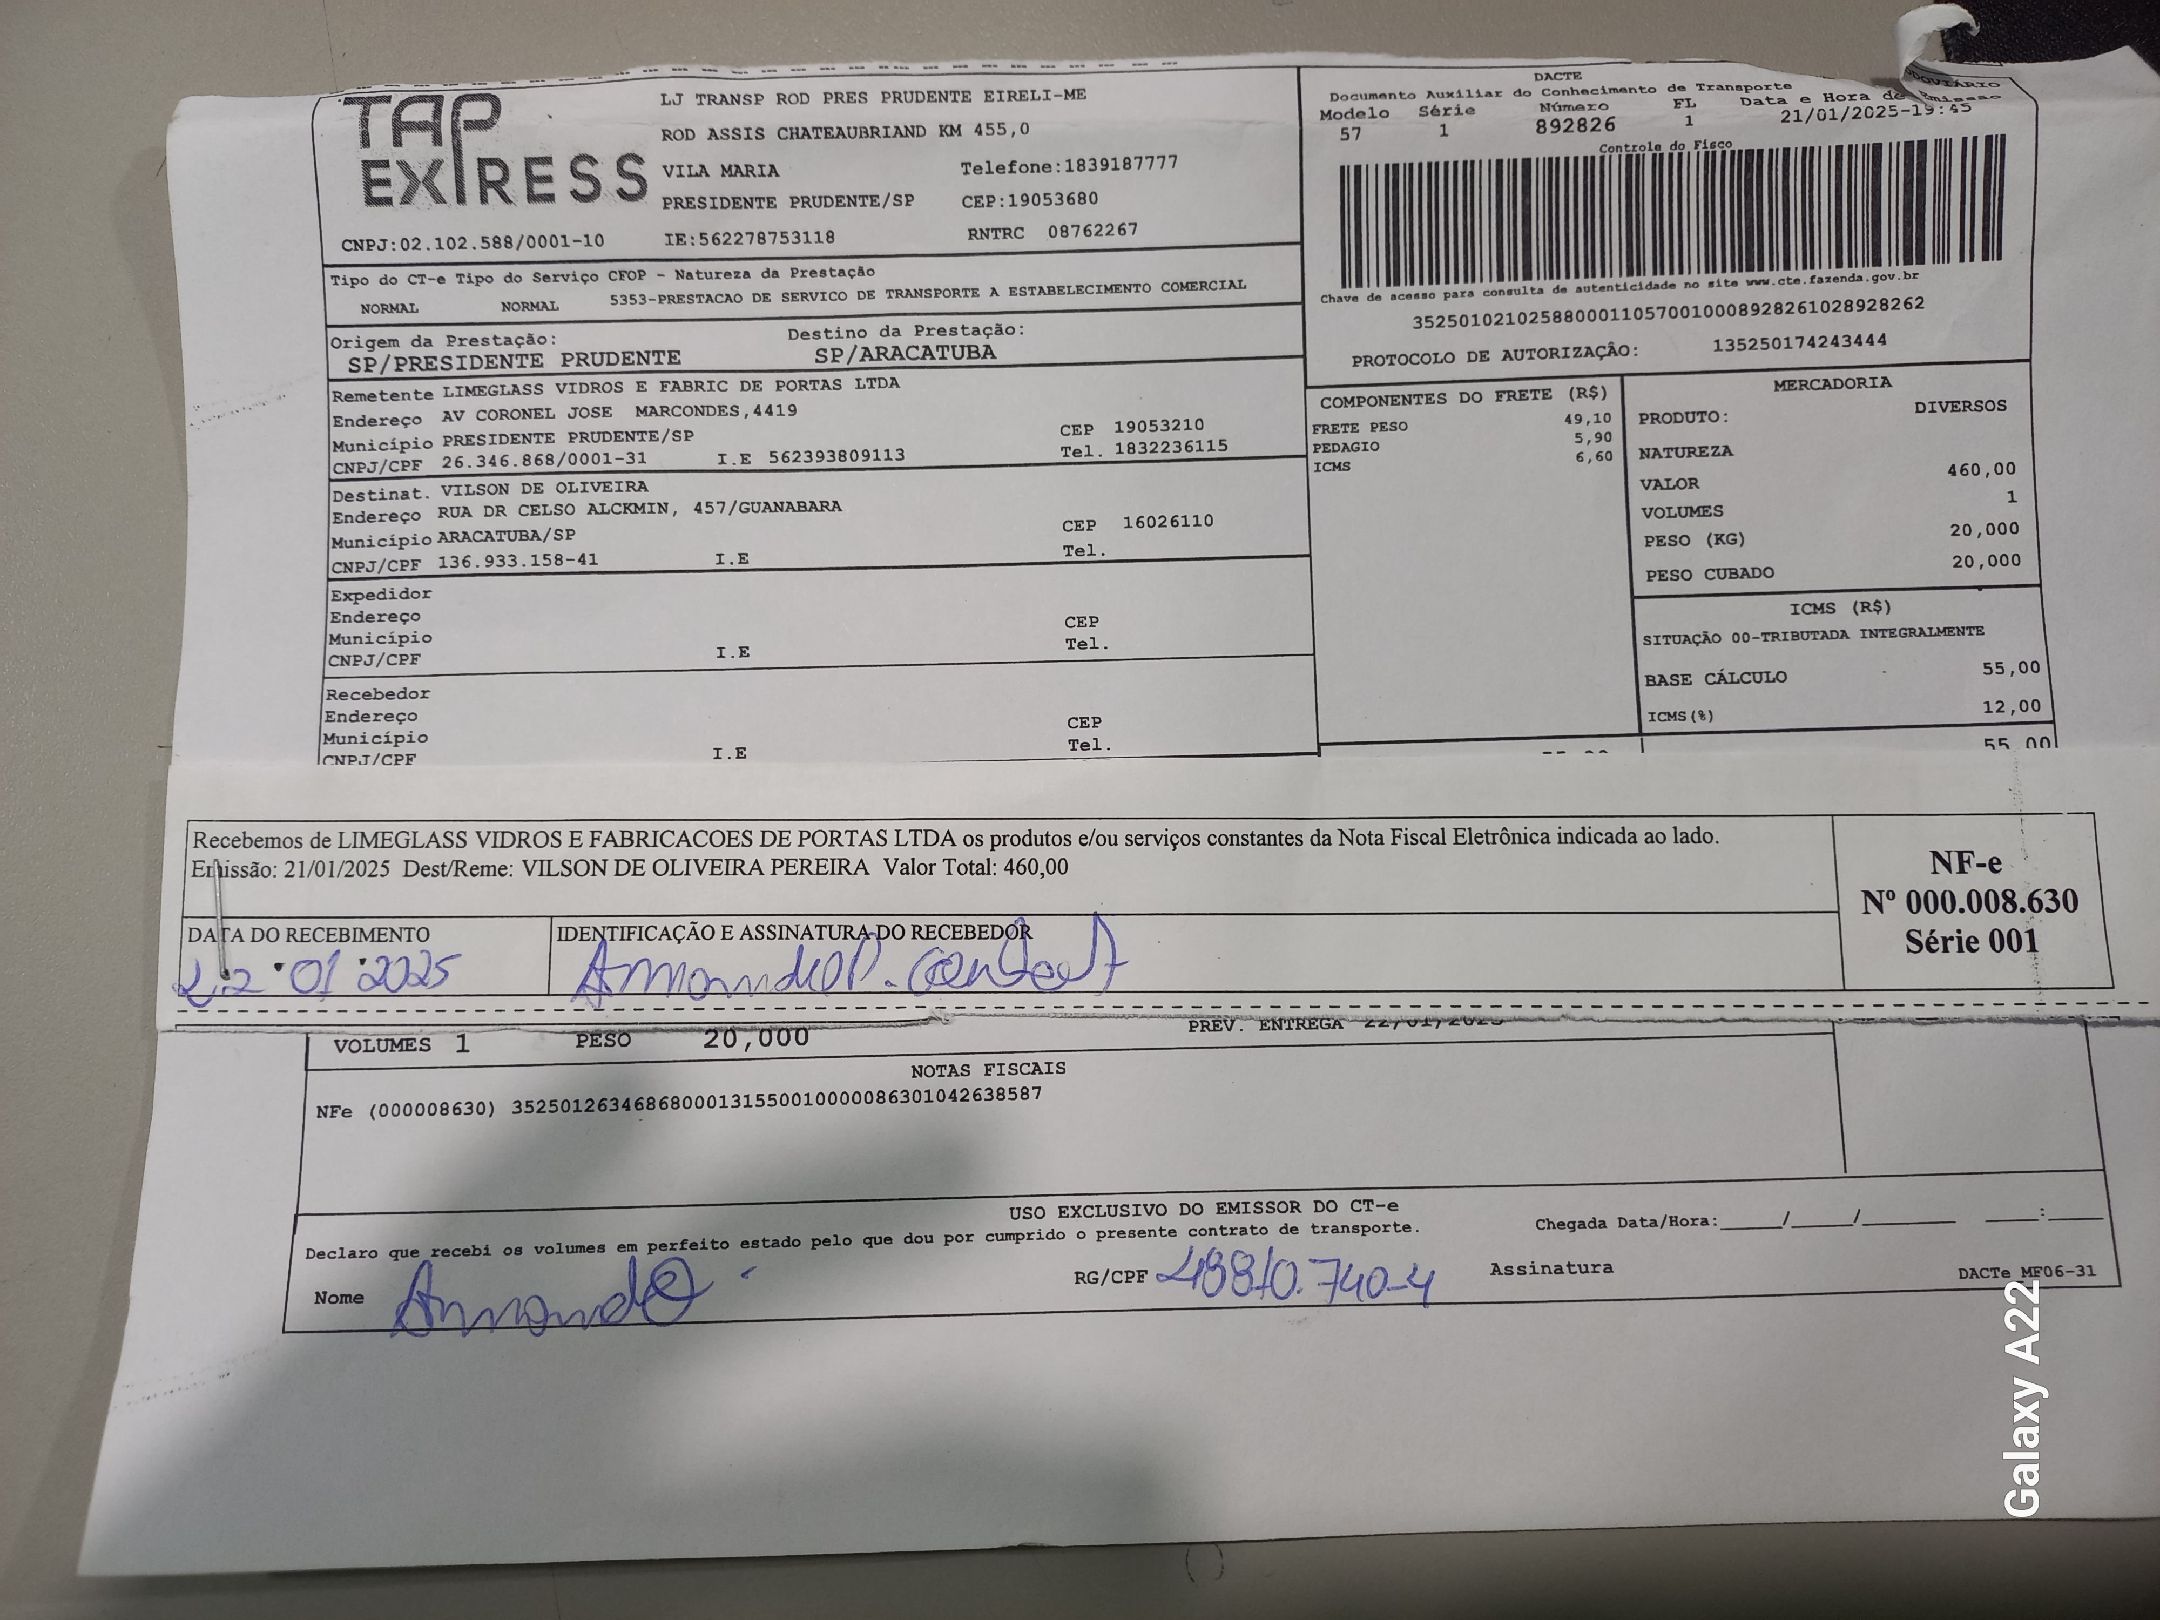 TAP EXPRESS
LJ TRANSP ROD PRES PRUDENTE EIRELI-ME
ROD ASSIS CHATEAUBRIAND KM 455,0
VILA MARIA Telefone:1839187777
PRESIDENTE PRUDENTE/SP CEP:19053680
CNPJ:02.102.588/0001-10 IE:562278753118 RNTRC 08762267
DACTE
Documento Auxiliar do Conhecimento de Transporte RODOVIÁRIO
Modelo Série Número FL Data e Hora de Emissao
57 1 892826 1 21/01/2025-19:45
Controle do Fisco
Chave de acesso para consulta de autenticidade no site www.cte.fazenda.gov.br
35250102102588000110570010008928261028928262
PROTOCOLO DE AUTORIZAÇÃO: 135250174243444
Tipo do CT-e Tipo do Serviço CFOP - Natureza da Prestação
NORMAL NORMAL 5353-PRESTACAO DE SERVICO DE TRANSPORTE A ESTABELECIMENTO COMERCIAL
Origem da Prestação: Destino da Prestação:
SP/PRESIDENTE PRUDENTE SP/ARACATUBA
Remetente LIMEGLASS VIDROS E FABRIC DE PORTAS LTDA
Endereço AV CORONEL JOSE MARCONDES,4419
Município PRESIDENTE PRUDENTE/SP CEP 19053210
CNPJ/CPF 26.346.868/0001-31 I.E 562393809113 Tel. 1832236115
Destinat. VILSON DE OLIVEIRA
Endereço RUA DR CELSO ALCKMIN, 457/GUANABARA
Município ARACATUBA/SP CEP 16026110
CNPJ/CPF 136.933.158-41 I.E Tel.
Expedidor
Endereço
Município CEP
CNPJ/CPF I.E Tel.
Recebedor
Endereço
Município CEP
CNPJ/CPF I.E Tel.
COMPONENTES DO FRETE (R$)
FRETE PESO 49,10
PEDAGIO 5,90
ICMS 6,60
MERCADORIA
PRODUTO: DIVERSOS
NATUREZA
VALOR 460,00
VOLUMES 1
PESO (KG) 20,000
PESO CUBADO 20,000
ICMS (R$)
SITUAÇÃO 00-TRIBUTADA INTEGRALMENTE
BASE CÁLCULO 55,00
ICMS(%) 12,00
55,00
Recebemos de LIMEGLASS VIDROS E FABRICACOES DE PORTAS LTDA os produtos e/ou serviços constantes da Nota Fiscal Eletrônica indicada ao lado.
Emissão: 21/01/2025 Dest/Reme: VILSON DE OLIVEIRA PEREIRA Valor Total: 460,00
NF-e
Nº 000.008.630
Série 001
DATA DO RECEBIMENTO IDENTIFICAÇÃO E ASSINATURA DO RECEBEDOR
22 01 2025
VOLUMES 1 PESO 20,000 PREV. ENTREGA 22/01/2025
NOTAS FISCAIS
NFe (000008630) 35250126346868000131550010000086301042638587
USO EXCLUSIVO DO EMISSOR DO CT-e
Declaro que recebi os volumes em perfeito estado pelo que dou por cumprido o presente contrato de transporte. Chegada Data/Hora:_____/_____/________ ____:_____
Nome Armando RG/CPF Assinatura
DACTe MF06-31
Galaxy A22